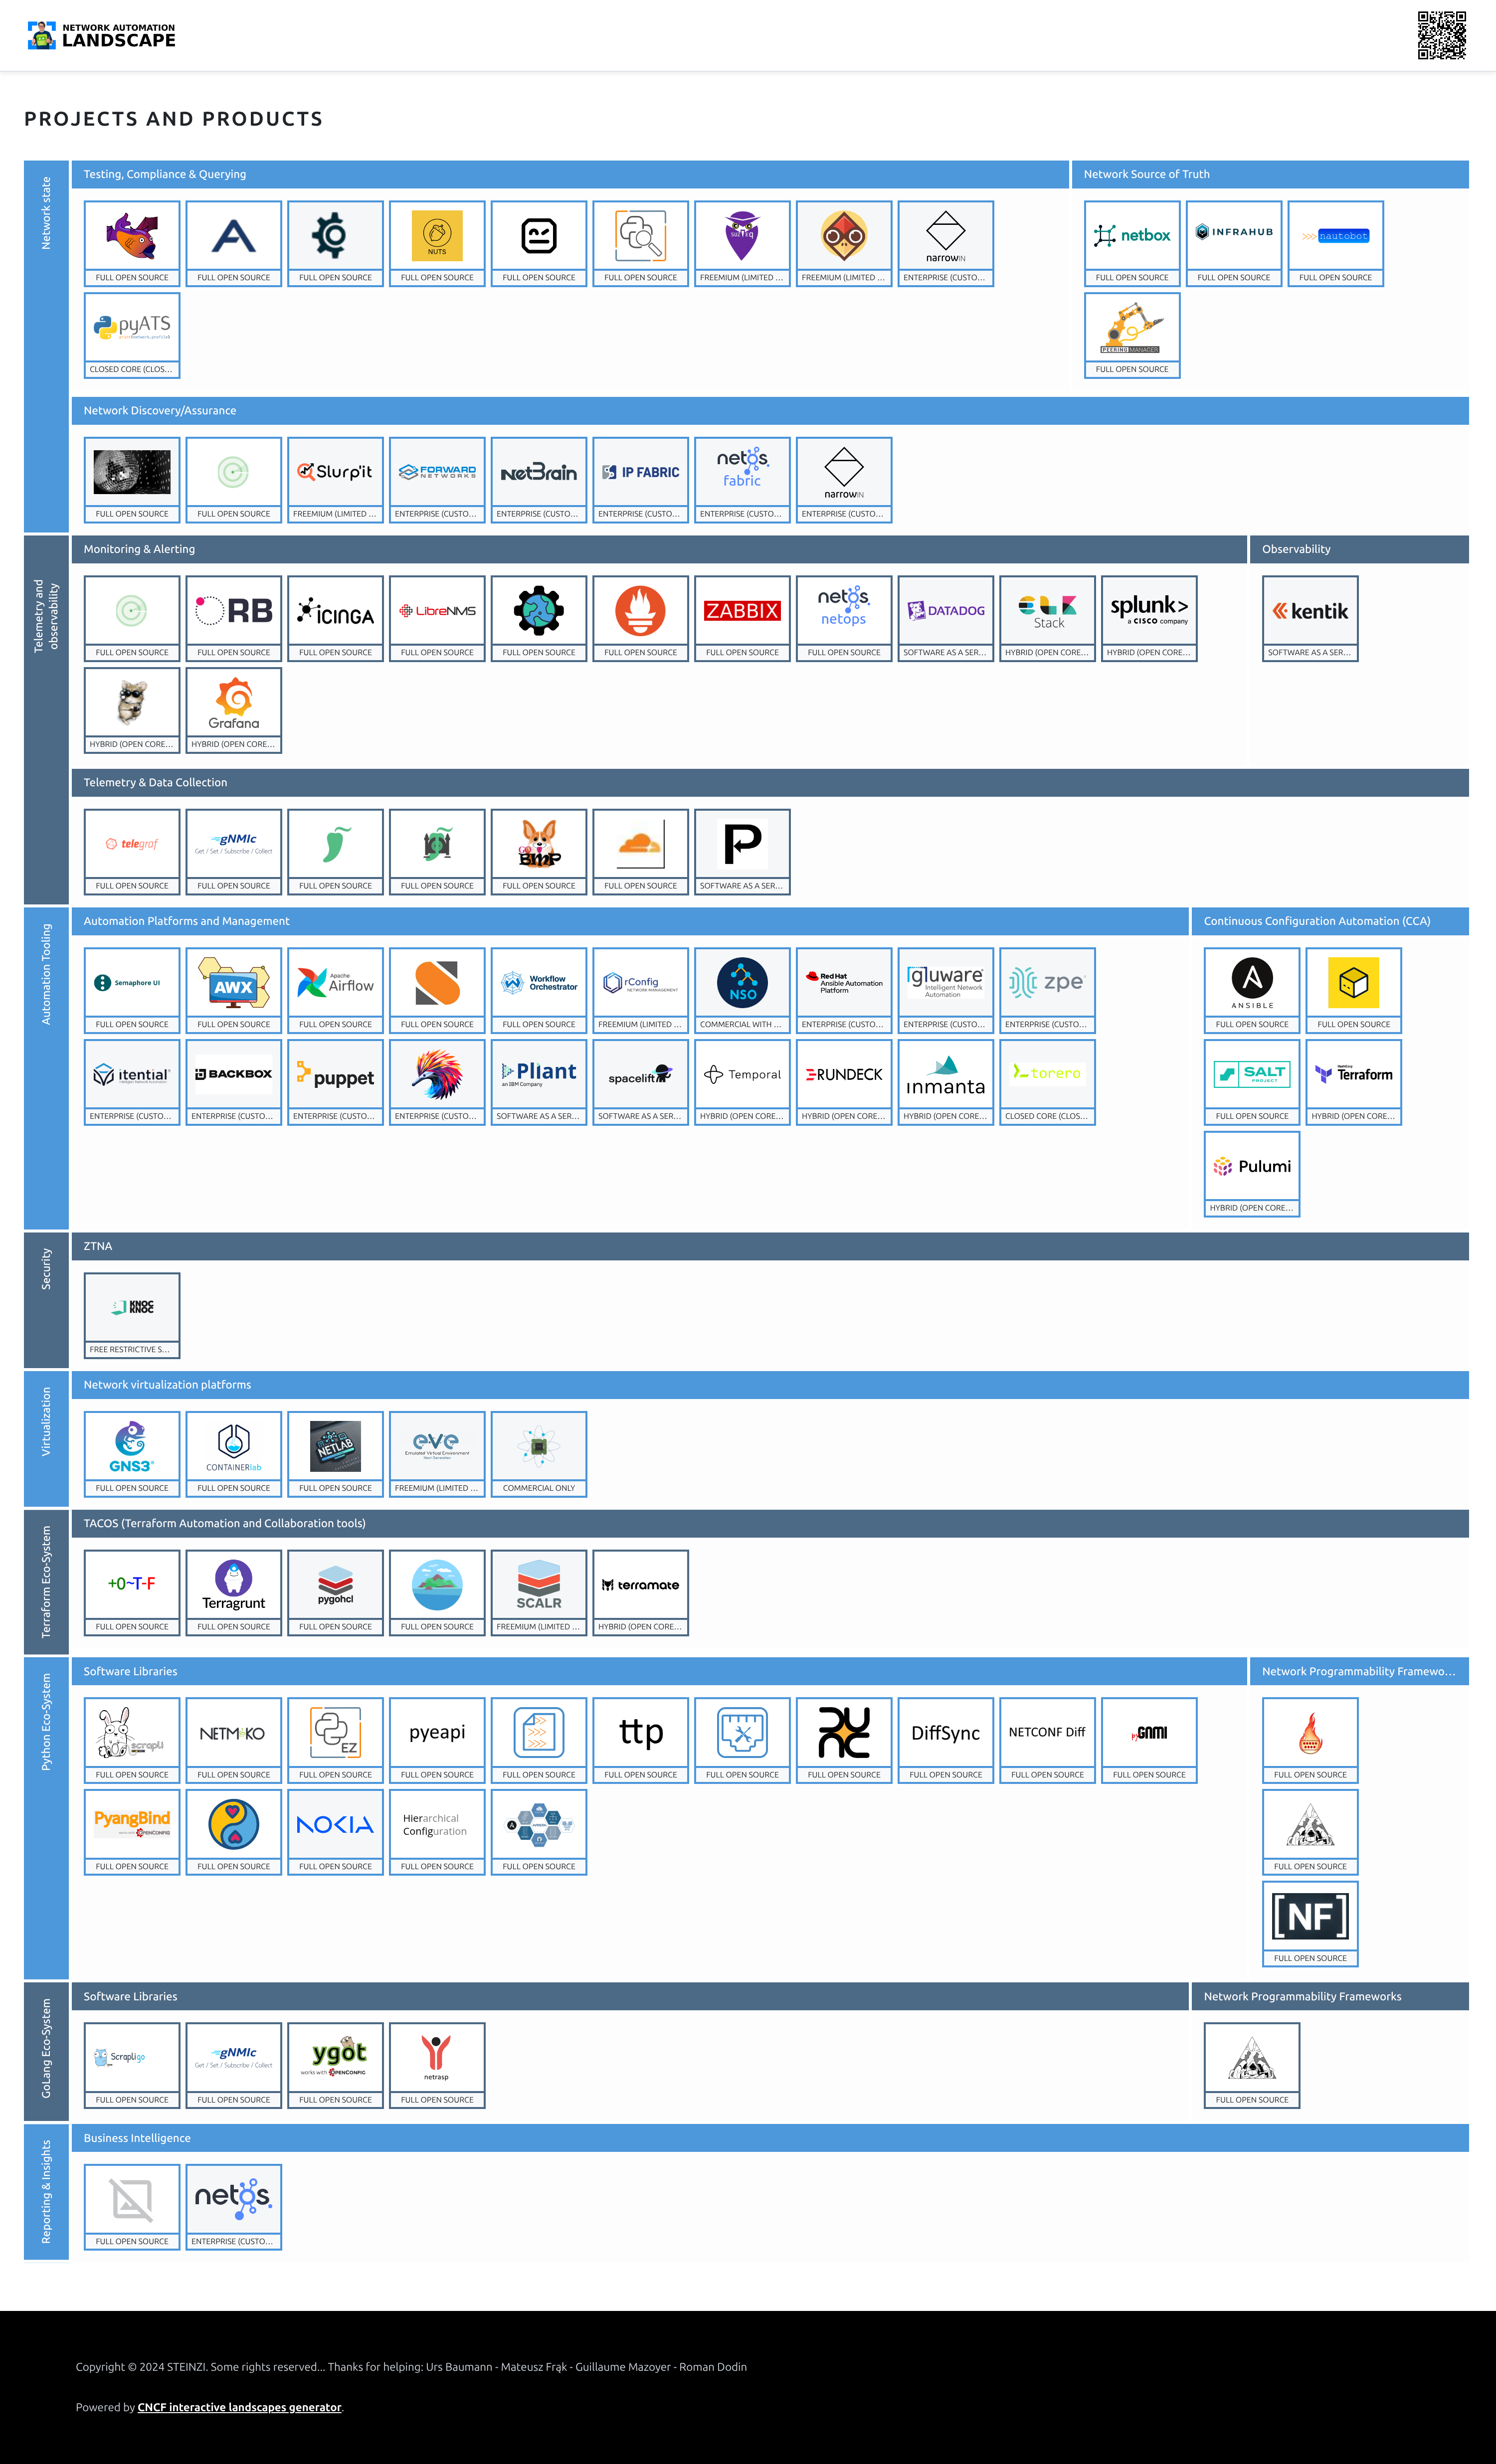 NETWORK AUTOMATION
LANDSCAPE
PROJECTS AND PRODUCTS
Network state
Testing, Compliance & Querying
NUTS
SUZ
narrowIN
FULL OPEN SOURCE
FULL OPEN SOURCE
FULL OPEN SOURCE
FULL OPEN SOURCE
FULL OPEN SOURCE
FULL OPEN SOURCE
FREEMIUM (LIMITED ...
FREEMIUM (LIMITED ...
ENTERPRISE (CUSTO...
pyATS
CLOSED CORE (CLOS...
Network Source of Truth
netbox
INFRAHUB
>>>nautobot
FULL OPEN SOURCE
FULL OPEN SOURCE
FULL OPEN SOURCE
PEERING MANAGER
FULL OPEN SOURCE
Network Discovery/Assurance
Slurp'it
FORWARD NETWORKS
netBrain
IP FABRIC
netos fabric
narrowIN
FULL OPEN SOURCE
FULL OPEN SOURCE
FREEMIUM (LIMITED ...
ENTERPRISE (CUSTO...
ENTERPRISE (CUSTO...
ENTERPRISE (CUSTO...
ENTERPRISE (CUSTO...
ENTERPRISE (CUSTO...
Telemetry and
observability
Monitoring & Alerting
ORB
ICINGA
LibreNMS
ZABBIX
netos netops
DATADOG
ELK Stack
splunk> a CISCO company
FULL OPEN SOURCE
FULL OPEN SOURCE
FULL OPEN SOURCE
FULL OPEN SOURCE
FULL OPEN SOURCE
FULL OPEN SOURCE
FULL OPEN SOURCE
FULL OPEN SOURCE
SOFTWARE AS A SER...
HYBRID (OPEN CORE...
HYBRID (OPEN CORE...
Grafana
HYBRID (OPEN CORE...
HYBRID (OPEN CORE...
Observability
kentik
SOFTWARE AS A SER...
Telemetry & Data Collection
telegraf
gNMIc
Get / Set / Subscribe / Collect
GO BMP
P
FULL OPEN SOURCE
FULL OPEN SOURCE
FULL OPEN SOURCE
FULL OPEN SOURCE
FULL OPEN SOURCE
FULL OPEN SOURCE
SOFTWARE AS A SER...
Automation Tooling
Automation Platforms and Management
Semaphore UI
AWX
Apache Airflow
Workflow Orchestrator
rConfig NETWORK MANAGEMENT
NSO
Red Hat Ansible Automation Platform
gluware Intelligent Network Automation
zpe
FULL OPEN SOURCE
FULL OPEN SOURCE
FULL OPEN SOURCE
FULL OPEN SOURCE
FULL OPEN SOURCE
FREEMIUM (LIMITED ...
COMMERCIAL WITH ...
ENTERPRISE (CUSTO...
ENTERPRISE (CUSTO...
ENTERPRISE (CUSTO...
itential
BACKBOX
puppet
Pliant an IBM Company
spacelift
Temporal
RUNDECK
inmanta
torero
ENTERPRISE (CUSTO...
ENTERPRISE (CUSTO...
ENTERPRISE (CUSTO...
ENTERPRISE (CUSTO...
SOFTWARE AS A SER...
SOFTWARE AS A SER...
HYBRID (OPEN CORE...
HYBRID (OPEN CORE...
HYBRID (OPEN CORE...
CLOSED CORE (CLOS...
Continuous Configuration Automation (CCA)
ANSIBLE
FULL OPEN SOURCE
FULL OPEN SOURCE
SALT PROJECT
HashiCorp Terraform
FULL OPEN SOURCE
HYBRID (OPEN CORE...
Pulumi
HYBRID (OPEN CORE...
Security
ZTNA
KNOC KNOC
FREE RESTRICTIVE S...
Virtualization
Network virtualization platforms
GNS3
CONTAINERlab
NETLAB
eve
Emulated Virtual Environment
Next Generation
FULL OPEN SOURCE
FULL OPEN SOURCE
FULL OPEN SOURCE
FREEMIUM (LIMITED ...
COMMERCIAL ONLY
Terraform Eco-System
TACOS (Terraform Automation and Collaboration tools)
+0~T-F
Terragrunt
pygohcl
SCALR
terramate
FULL OPEN SOURCE
FULL OPEN SOURCE
FULL OPEN SOURCE
FULL OPEN SOURCE
FREEMIUM (LIMITED ...
HYBRID (OPEN CORE...
Python Eco-System
Software Libraries
scrapli
NETMIKO
EZ
pyeapi
ttp
DiffSync
NETCONF Diff
pyGNMI
FULL OPEN SOURCE
FULL OPEN SOURCE
FULL OPEN SOURCE
FULL OPEN SOURCE
FULL OPEN SOURCE
FULL OPEN SOURCE
FULL OPEN SOURCE
FULL OPEN SOURCE
FULL OPEN SOURCE
FULL OPEN SOURCE
FULL OPEN SOURCE
PyangBind
works with OPENCONFIG
NOKIA
Hierarchical
Configuration
FULL OPEN SOURCE
FULL OPEN SOURCE
FULL OPEN SOURCE
FULL OPEN SOURCE
FULL OPEN SOURCE
Network Programmability Framewo...
FULL OPEN SOURCE
FULL OPEN SOURCE
[NF]
FULL OPEN SOURCE
GoLang Eco-System
Software Libraries
Scrapligo
gNMIc
Get / Set / Subscribe / Collect
ygot
works with OPENCONFIG
netrasp
FULL OPEN SOURCE
FULL OPEN SOURCE
FULL OPEN SOURCE
FULL OPEN SOURCE
Network Programmability Frameworks
FULL OPEN SOURCE
Reporting & Insights
Business Intelligence
netos
FULL OPEN SOURCE
ENTERPRISE (CUSTO...
Copyright © 2024 STEINZI. Some rights reserved... Thanks for helping: Urs Baumann - Mateusz Frąk - Guillaume Mazoyer - Roman Dodin
Powered by CNCF interactive landscapes generator.